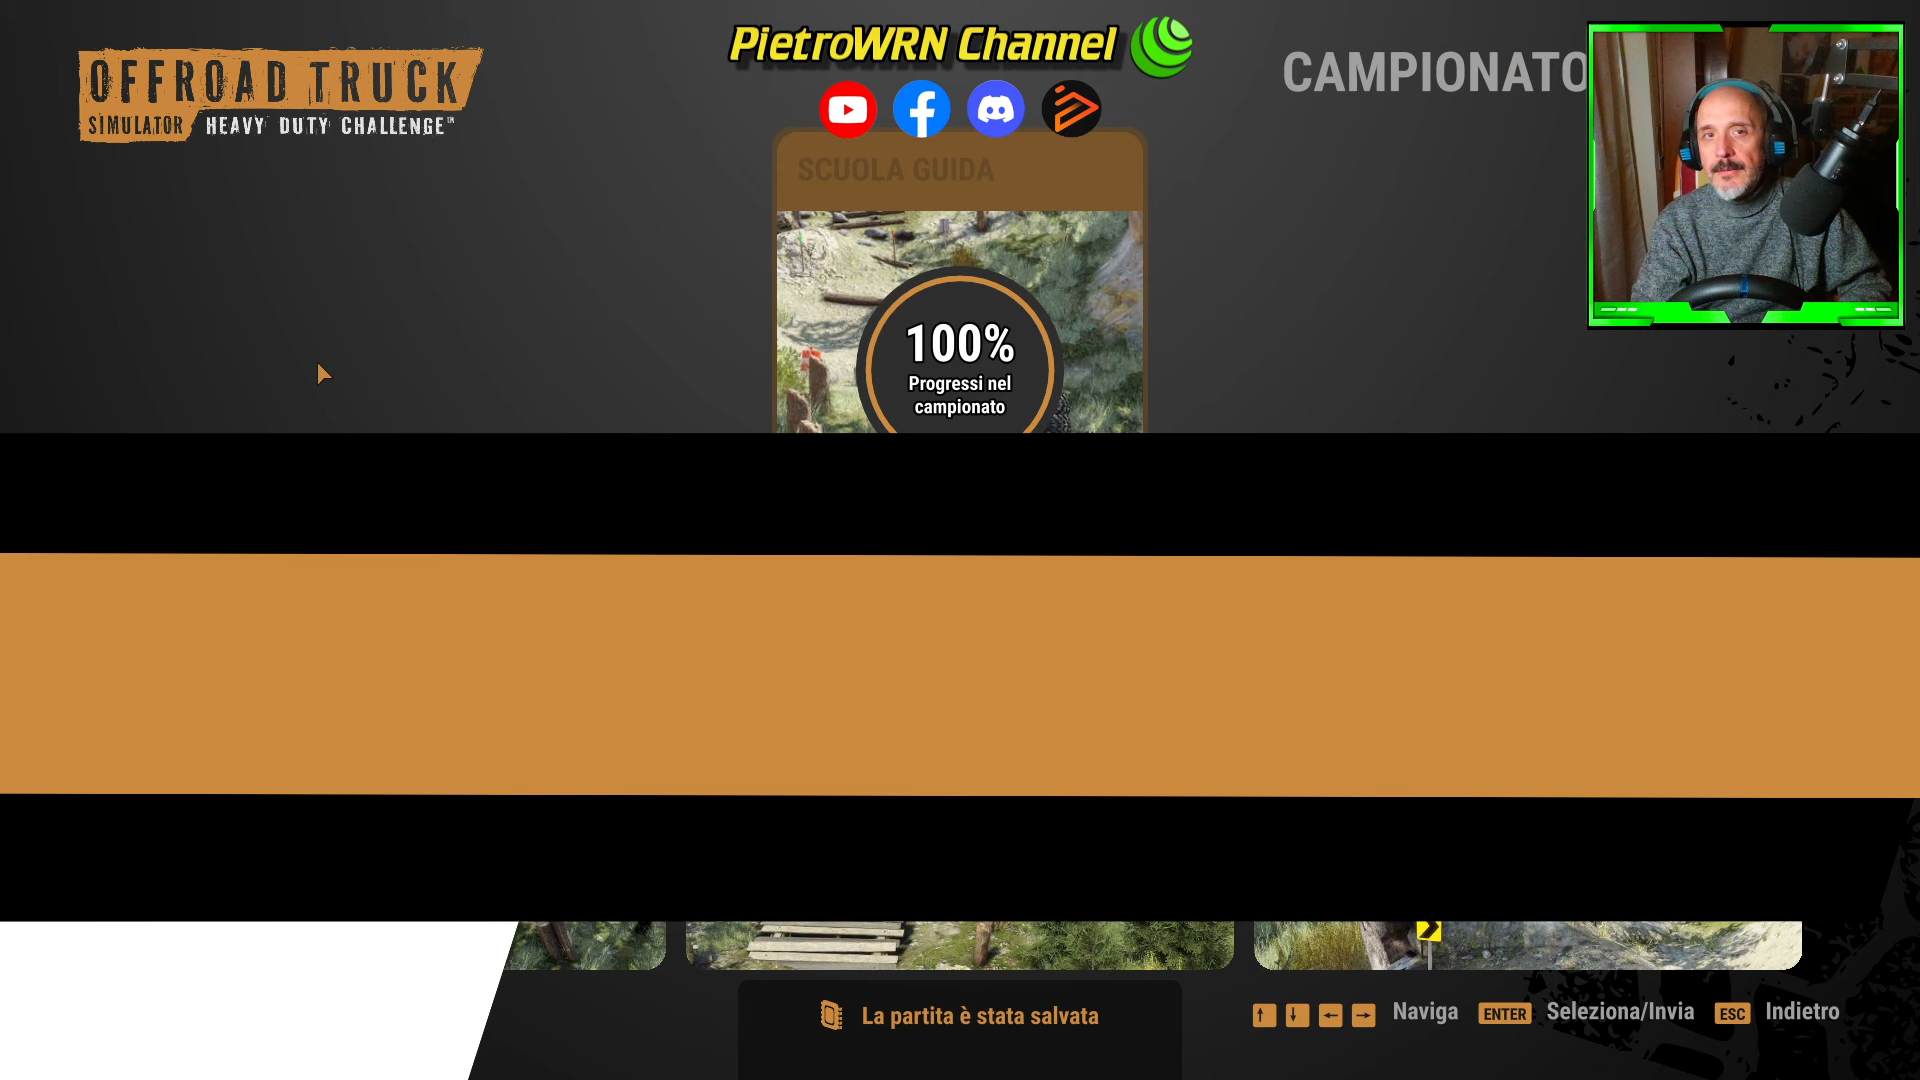 OFFROAD TRUCK
SIMULATOR HEAVY DUTY CHALLENGE™
PietroWRN Channel
CAMPIONATO
SCUOLA GUIDA
100%
Progressi nel
campionato
La partita è stata salvata
↑ ↓ ← → Naviga ENTER Seleziona/Invia ESC Indietro